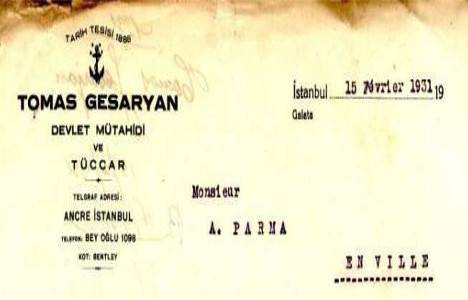 TARİH TESİSİ 1898
TOMAS GESARYAN
DEVLET MÜTAHİDİ
VE
TÜCCAR
TELGRAF ADRESİ:
ANCRE İSTANBUL
TELEFON: BEY OĞLU 1098
KOT: BENTLEY
İstanbul 15 Février 1931 19
Galata
Monsieur
A. PARMA
EN VILLE